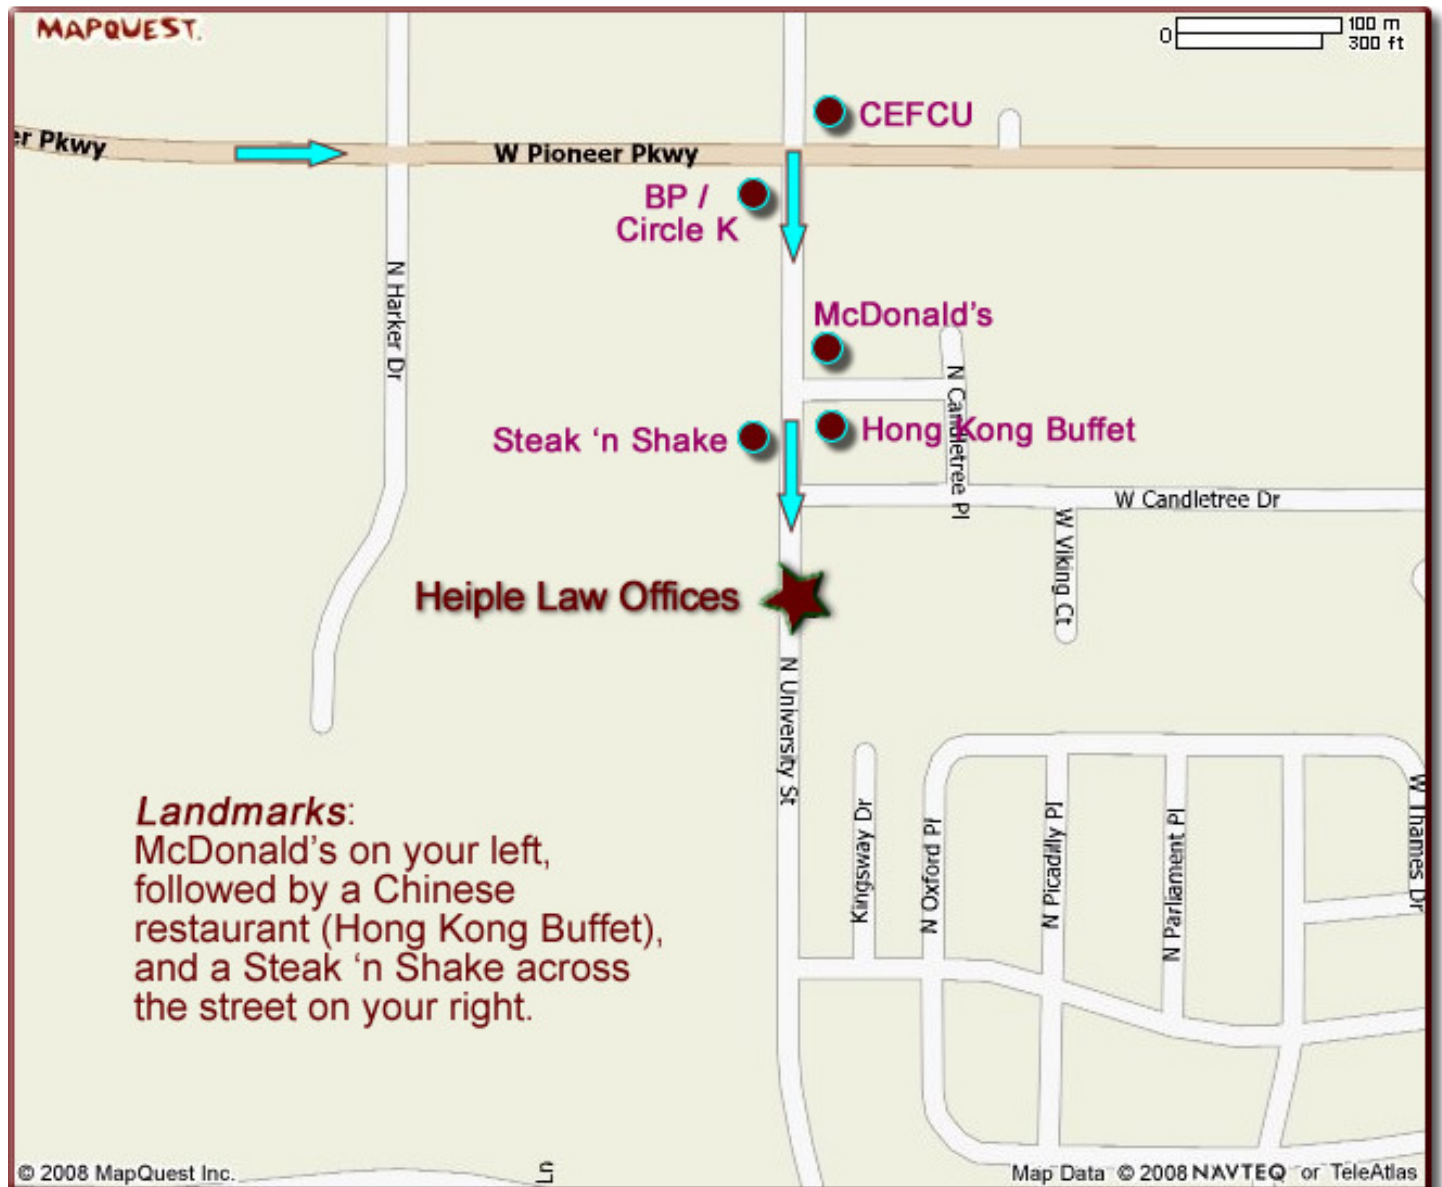 MAPQUEST.
0 100 m
300 ft
CEFCU
er Pkwy
W Pioneer Pkwy
BP /
Circle K
N Harker Dr
McDonald's
N Candletree Pl
Steak 'n Shake
Hong Kong Buffet
W Candletree Dr
W Viking Ct
Heiple Law Offices
N University St
Kingsway Dr
N Oxford Pl
N Picadilly Pl
N Parliament Pl
W Thames Dr
Landmarks:
McDonald's on your left,
followed by a Chinese
restaurant (Hong Kong Buffet),
and a Steak 'n Shake across
the street on your right.
© 2008 MapQuest Inc.
Map Data © 2008 NAVTEQ or TeleAtlas